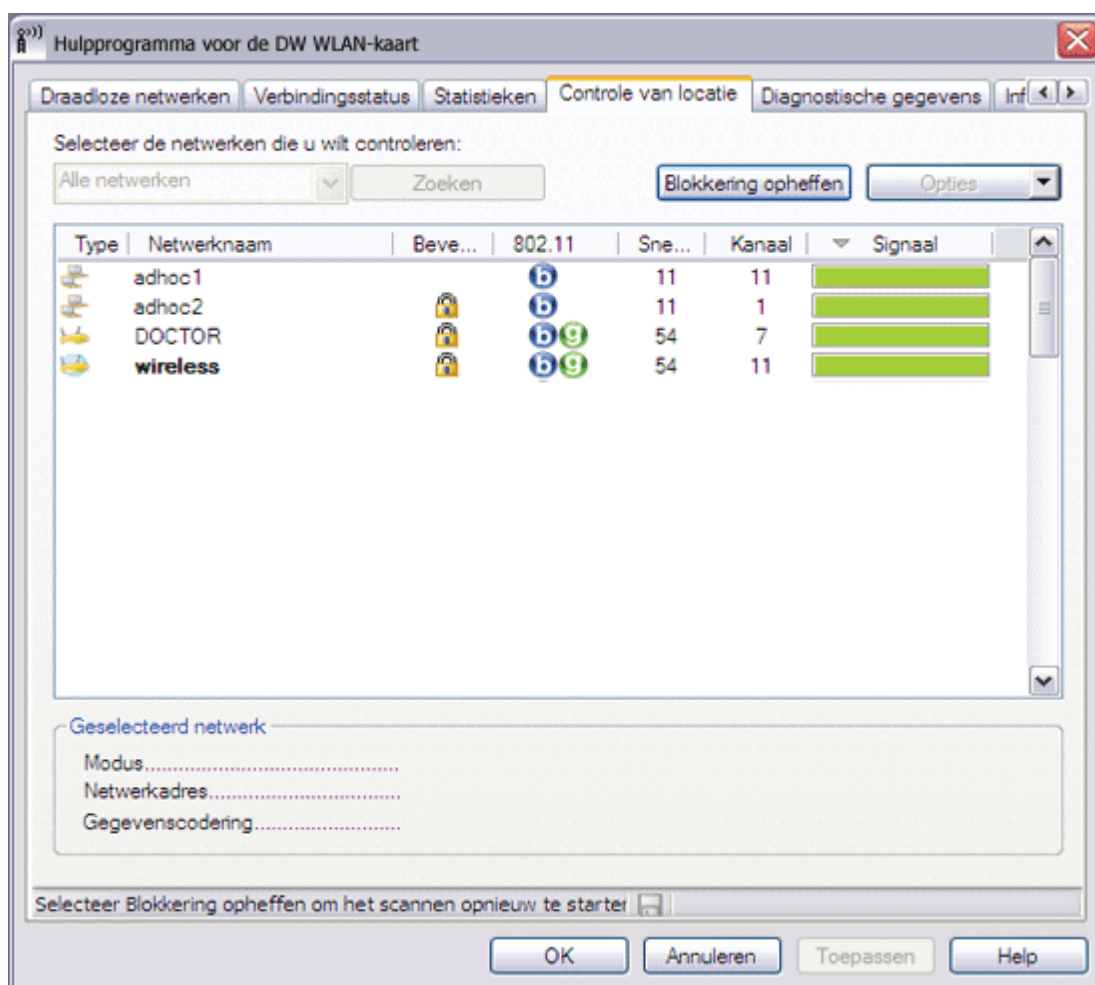 Hulpprogramma voor de DW WLAN-kaart
Draadloze netwerken Verbindingsstatus Statistieken Controle van locatie Diagnostische gegevens Inf
Selecteer de netwerken die u wilt controleren:
Alle netwerken Zoeken Blokkering opheffen Opties
Type Netwerknaam Beve... 802.11 Sne... Kanaal Signaal
adhoc1 b 11 11
adhoc2 b 11 1
DOCTOR b g 54 7
wireless b g 54 11
Geselecteerd netwerk
Modus............................................
Netwerkadres.................................
Gegevenscodering.........................
Selecteer Blokkering opheffen om het scannen opnieuw te starter
OK Annuleren Toepassen Help